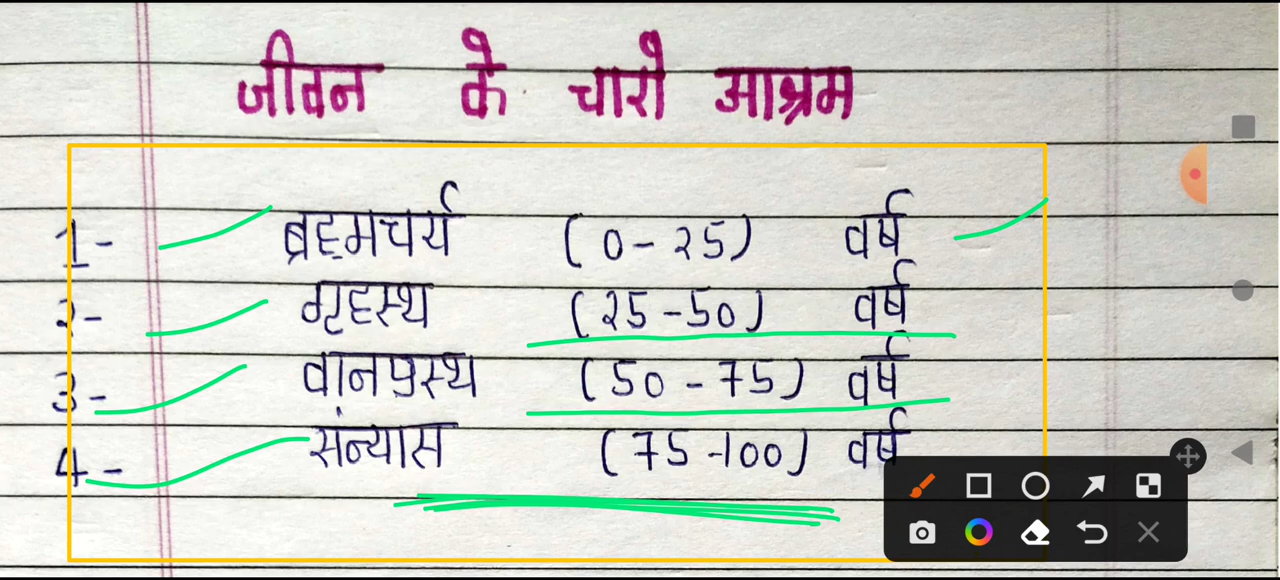 जीवन के चारो आश्रम
1- ब्रह्मचर्य (0-25) वर्ष
2- गृहस्थ (25-50) वर्ष
3- वानप्रस्थ (50-75) वर्ष
4- संन्यास (75-100) वर्ष